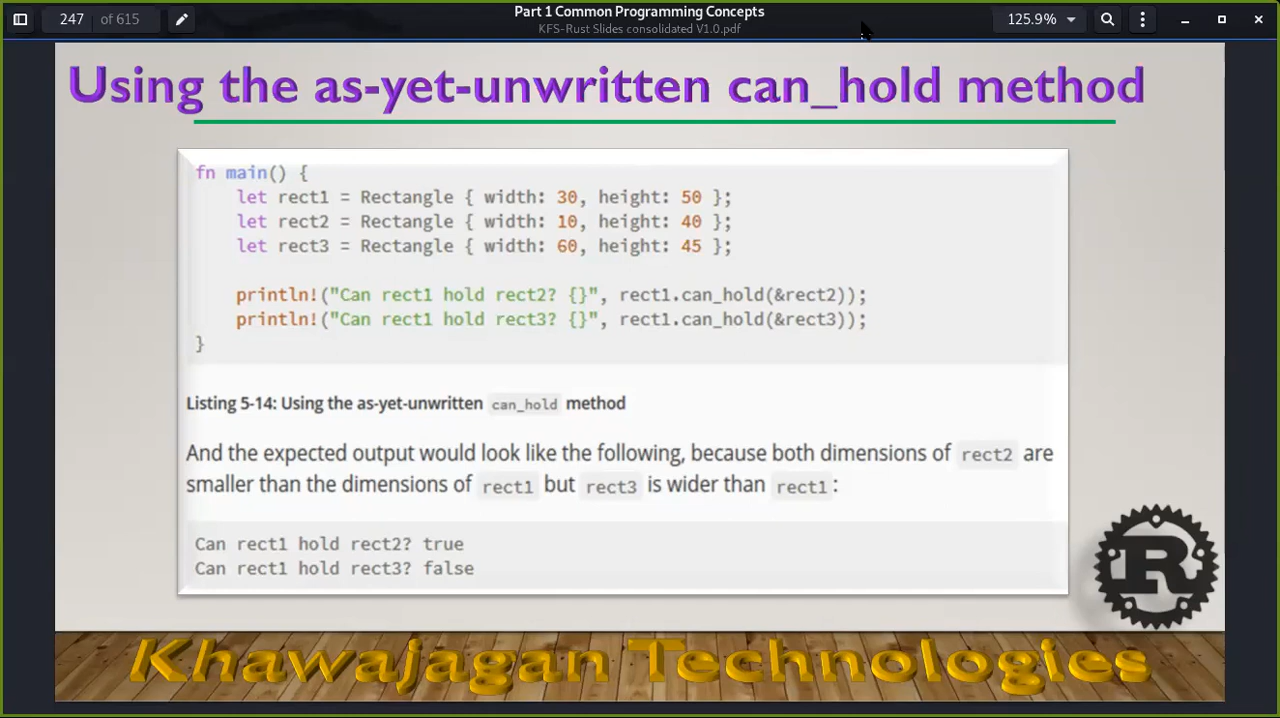 247 of 615
Part 1 Common Programming Concepts
KFS-Rust Slides consolidated V1.0.pdf
125.9%
Using the as-yet-unwritten can_hold method
fn main() {
    let rect1 = Rectangle { width: 30, height: 50 };
    let rect2 = Rectangle { width: 10, height: 40 };
    let rect3 = Rectangle { width: 60, height: 45 };
    println!("Can rect1 hold rect2? {}", rect1.can_hold(&rect2));
    println!("Can rect1 hold rect3? {}", rect1.can_hold(&rect3));
}
Listing 5-14: Using the as-yet-unwritten can_hold method
And the expected output would look like the following, because both dimensions of rect2 are
smaller than the dimensions of rect1 but rect3 is wider than rect1:
Can rect1 hold rect2? true
Can rect1 hold rect3? false
R
Khawajagan Technologies